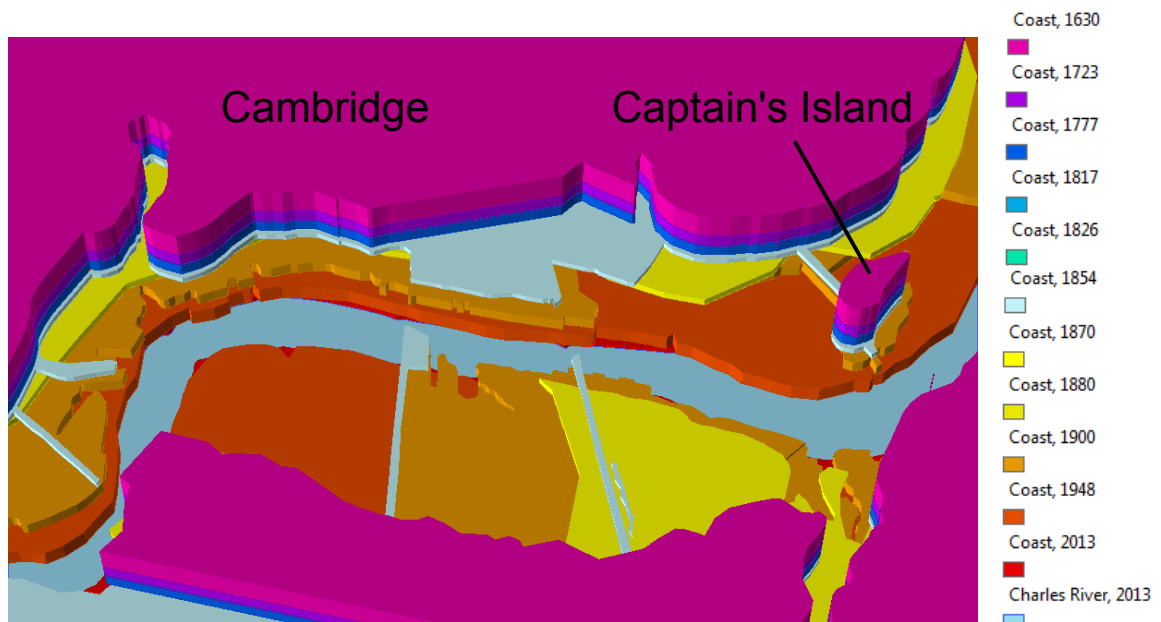 Cambridge
Captain's Island
Coast, 1630
Coast, 1723
Coast, 1777
Coast, 1817
Coast, 1826
Coast, 1854
Coast, 1870
Coast, 1880
Coast, 1900
Coast, 1948
Coast, 2013
Charles River, 2013